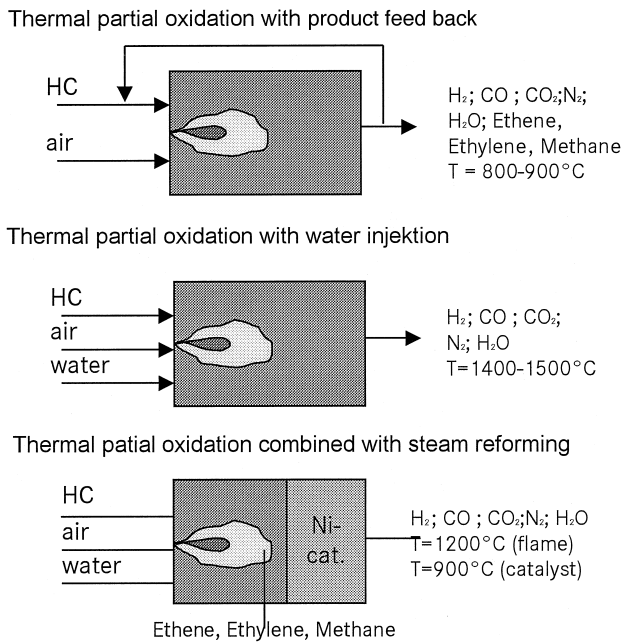 Thermal partial oxidation with product feed back
HC
air
H₂; CO ; CO₂;N₂;
H₂O; Ethene,
Ethylene, Methane
T = 800-900°C
Thermal partial oxidation with water injektion
HC
air
water
H₂; CO ; CO₂;
N₂; H₂O
T=1400-1500°C
Thermal patial oxidation combined with steam reforming
HC
air
water
Ni-
cat.
H₂; CO ; CO₂;N₂; H₂O
T=1200°C (flame)
T=900°C (catalyst)
Ethene, Ethylene, Methane